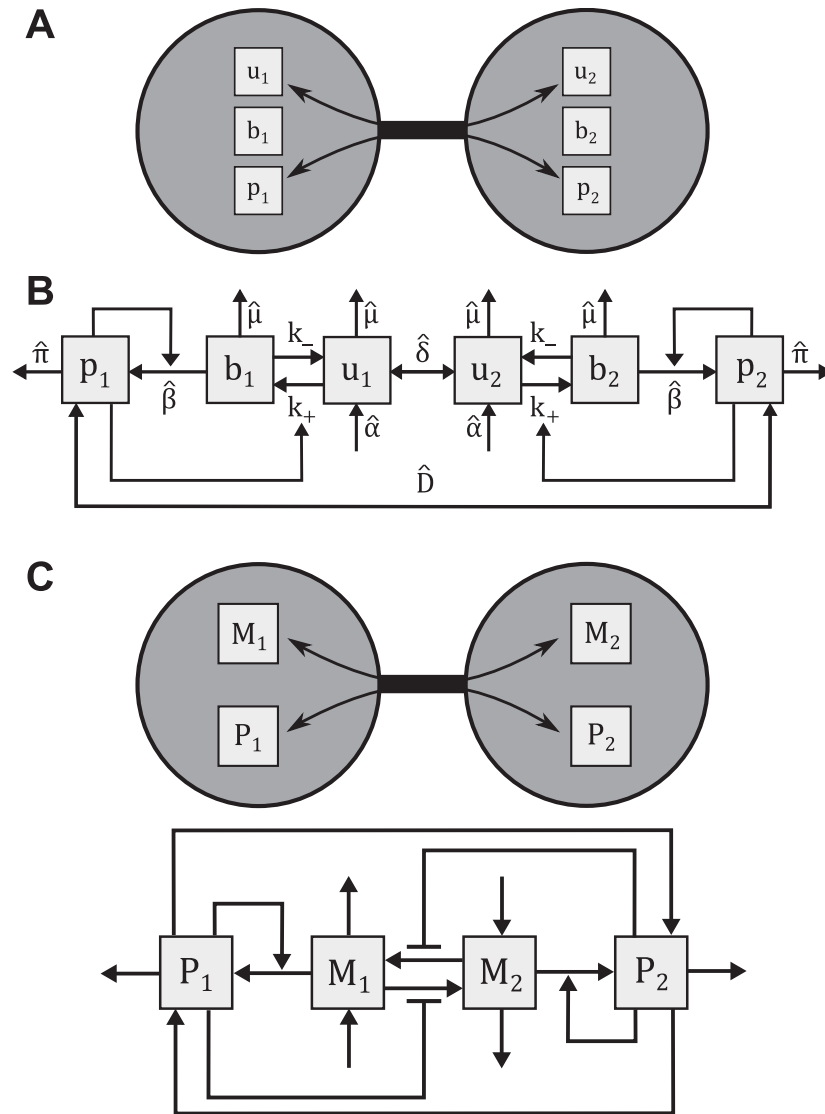 A
u₁ u₂
b₁ b₂
p₁ p₂
B
μ̂ μ̂ μ̂ μ̂
π̂ k₋ δ̂ k₋ π̂
p₁ b₁ u₁ u₂ b₂ p₂
β̂ k₊ α̂ α̂ k₊ β̂
D̂
C
M₁ M₂
P₁ P₂
P₁ M₁ M₂ P₂